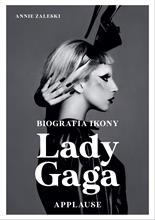 ANNIE ZALESKI
BIOGRAFIA IKONY
Lady
Gaga
APPLAUSE